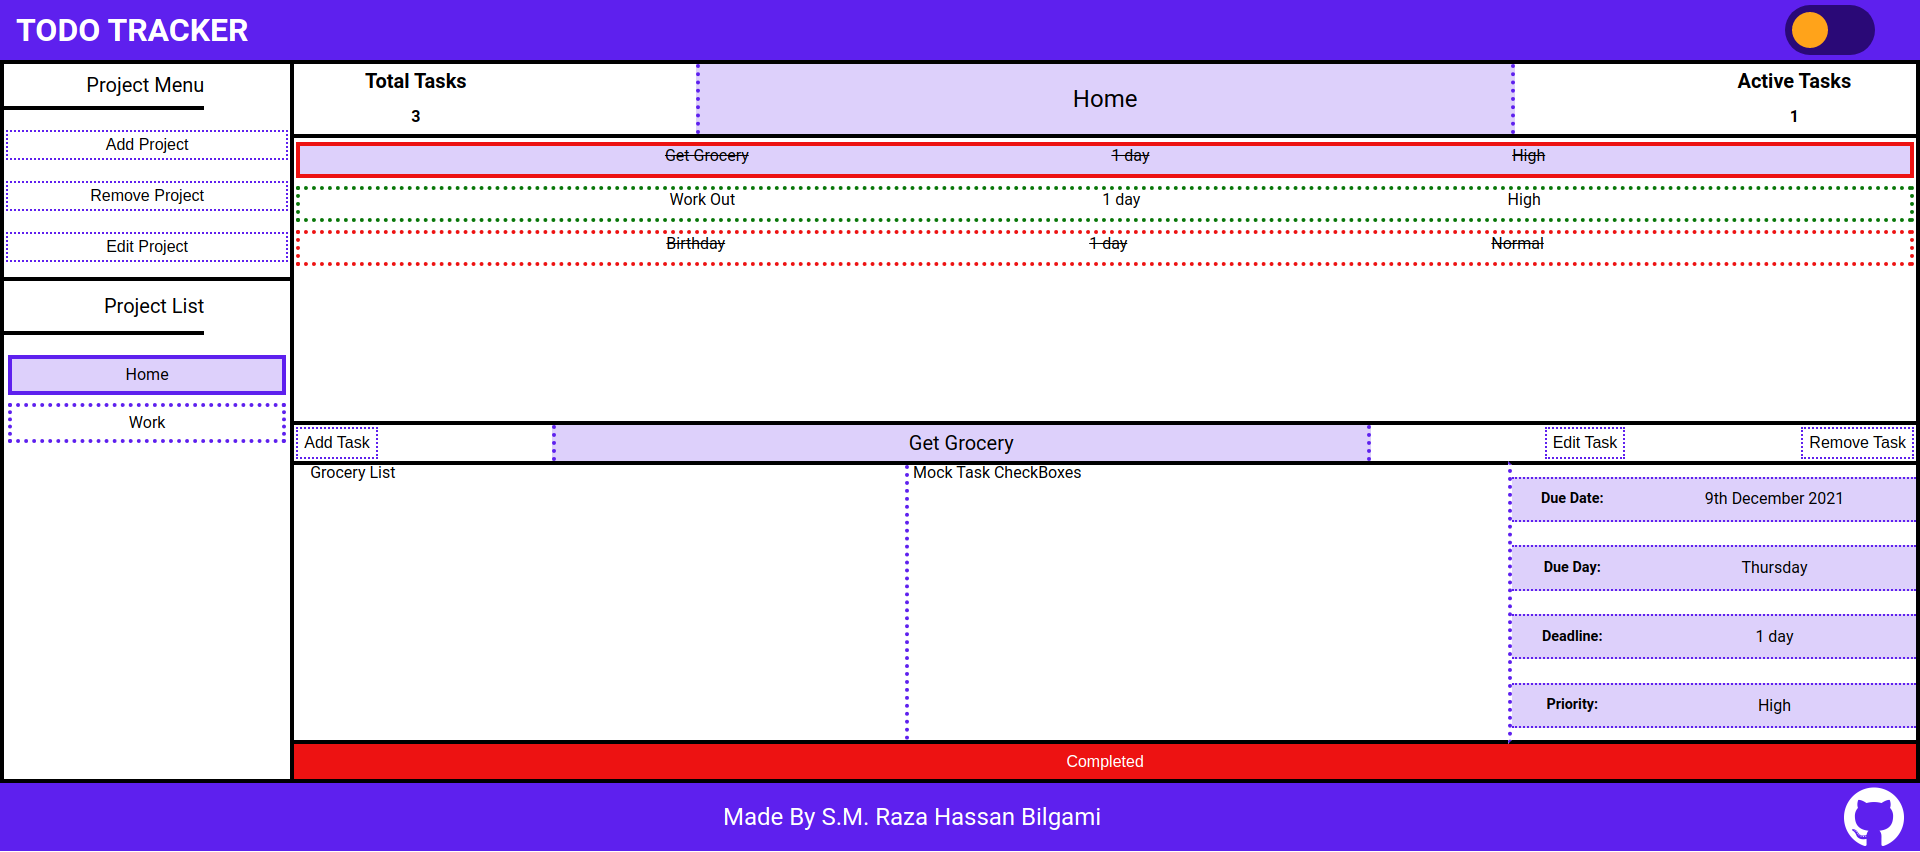 TODO TRACKER
Project Menu
Add Project
Remove Project
Edit Project
Project List
Home
Work
Total Tasks
3
Home
Active Tasks
1
Get Grocery 1 day High
Work Out 1 day High
Birthday 1 day Normal
Add Task
Get Grocery
Edit Task
Remove Task
Grocery List
Mock Task CheckBoxes
Due Date: 9th December 2021
Due Day: Thursday
Deadline: 1 day
Priority: High
Completed
Made By S.M. Raza Hassan Bilgami